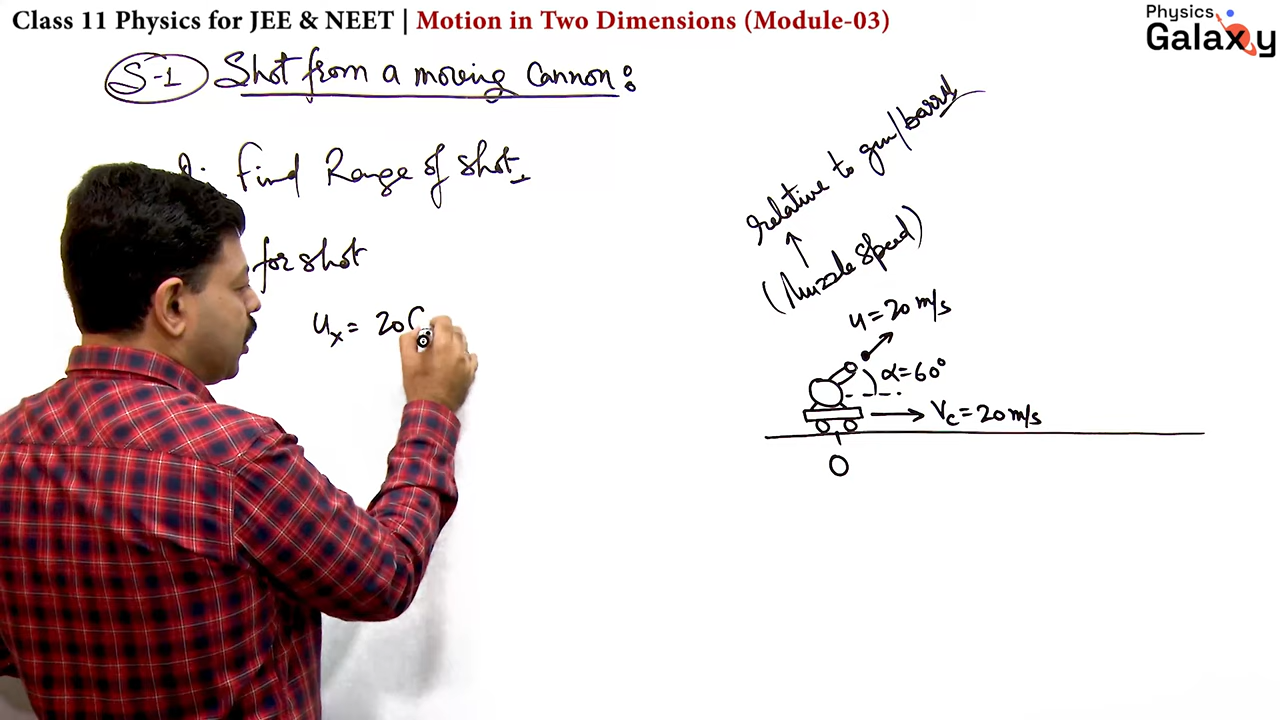 Class 11 Physics for JEE & NEET | Motion in Two Dimensions (Module-03)
Physics Galaxy
S-1 Shot from a moving Cannon:
Find Range of shot.
for shot
uₓ = 20 C
relative to gun/barrel
(Muzzle Speed)
u = 20 m/s
α = 60°
V_c = 20 m/s
O